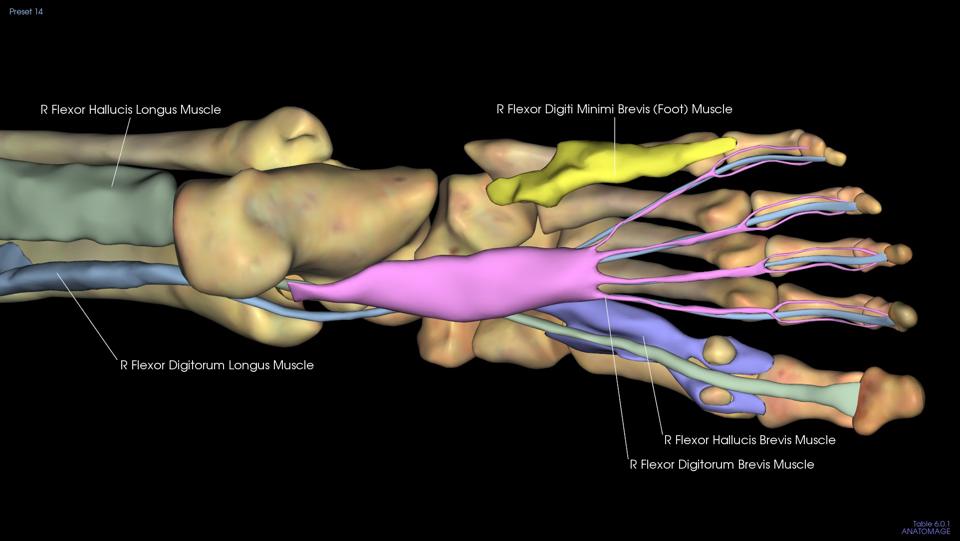 Preset 14
R Flexor Hallucis Longus Muscle
R Flexor Digiti Minimi Brevis (Foot) Muscle
R Flexor Digitorum Longus Muscle
R Flexor Hallucis Brevis Muscle
R Flexor Digitorum Brevis Muscle
Table 6.0.1
ANATOMAGE